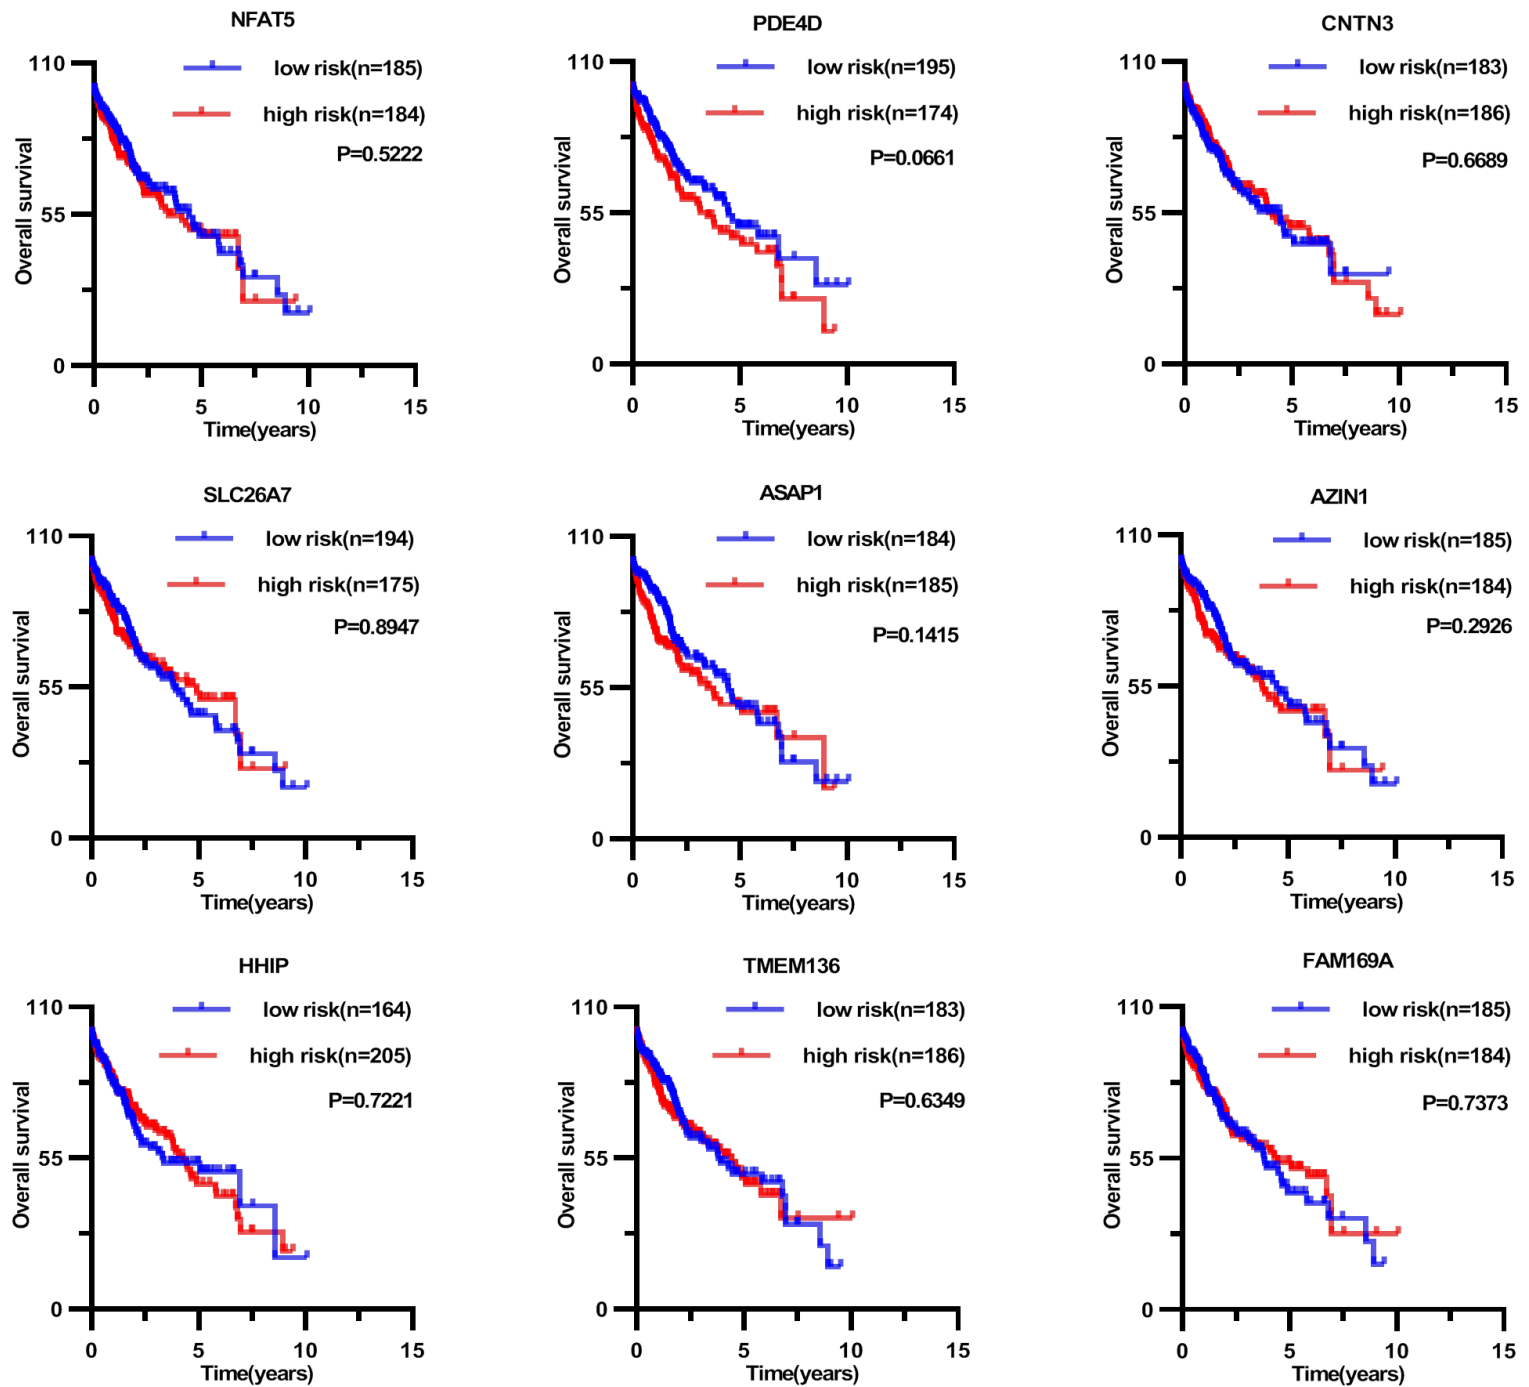 NFAT5
110
low risk(n=185)
high risk(n=184)
P=0.5222
Overall survival
55
0
0 5 10 15
Time(years)
PDE4D
110
low risk(n=195)
high risk(n=174)
P=0.0661
Overall survival
55
0
0 5 10 15
Time(years)
CNTN3
110
low risk(n=183)
high risk(n=186)
P=0.6689
Overall survival
55
0
0 5 10 15
Time(years)
SLC26A7
110
low risk(n=194)
high risk(n=175)
P=0.8947
Overall survival
55
0
0 5 10 15
Time(years)
ASAP1
110
low risk(n=184)
high risk(n=185)
P=0.1415
Overall survival
55
0
0 5 10 15
Time(years)
AZIN1
110
low risk(n=185)
high risk(n=184)
P=0.2926
Overall survival
55
0
0 5 10 15
Time(years)
HHIP
110
low risk(n=164)
high risk(n=205)
P=0.7221
Overall survival
55
0
0 5 10 15
Time(years)
TMEM136
110
low risk(n=183)
high risk(n=186)
P=0.6349
Overall survival
55
0
0 5 10 15
Time(years)
FAM169A
110
low risk(n=185)
high risk(n=184)
P=0.7373
Overall survival
55
0
0 5 10 15
Time(years)